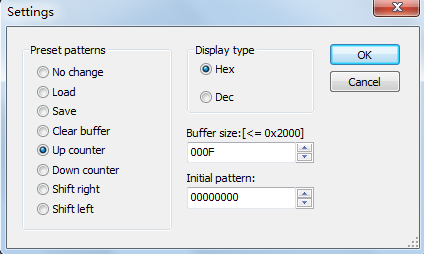 Settings
Preset patterns
No change
Load
Save
Clear buffer
Up counter
Down counter
Shift right
Shift left
Display type
Hex
Dec
Buffer size:[<= 0x2000]
000F
Initial pattern:
00000000
OK
Cancel